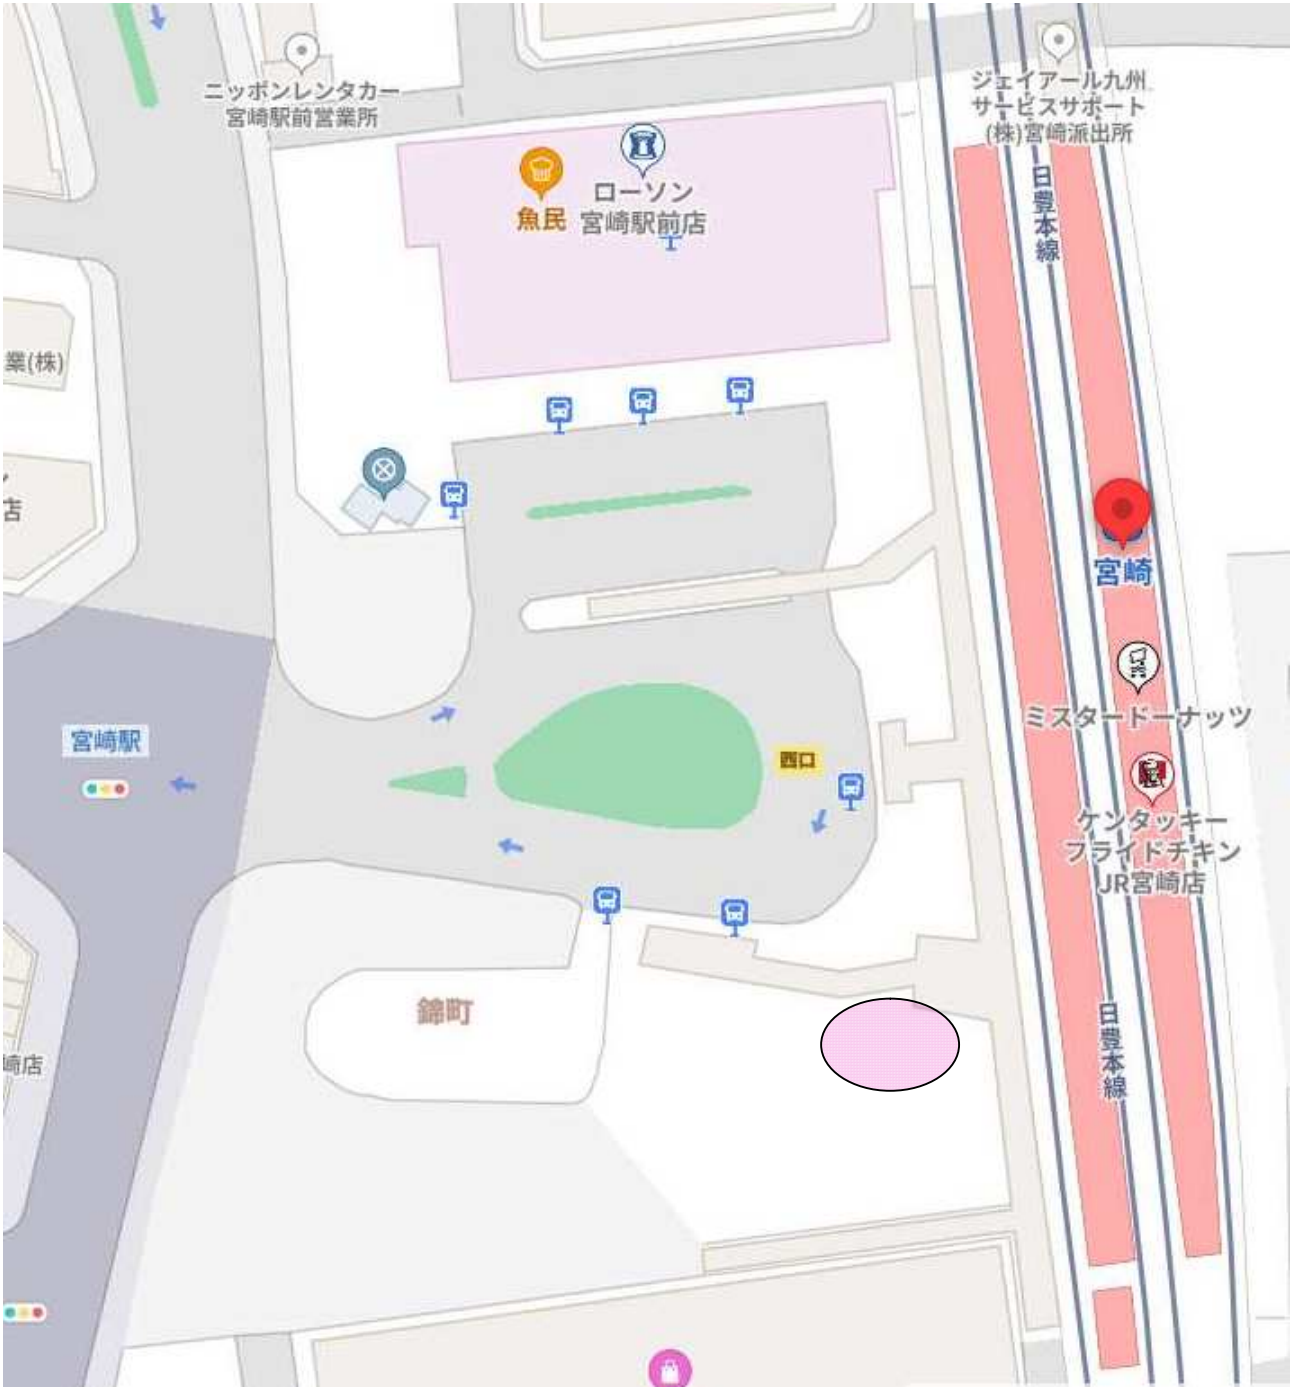 ニッポンレンタカー
宮崎駅前営業所
ジェイアール九州
サービスサポート
(株)宮崎派出所
魚民
ローソン
宮崎駅前店
日豊本線
業(株)
店
宮崎
ミスタードーナッツ
宮崎駅
西口
ケンタッキー
フライドチキン
JR宮崎店
錦町
日豊本線
崎店